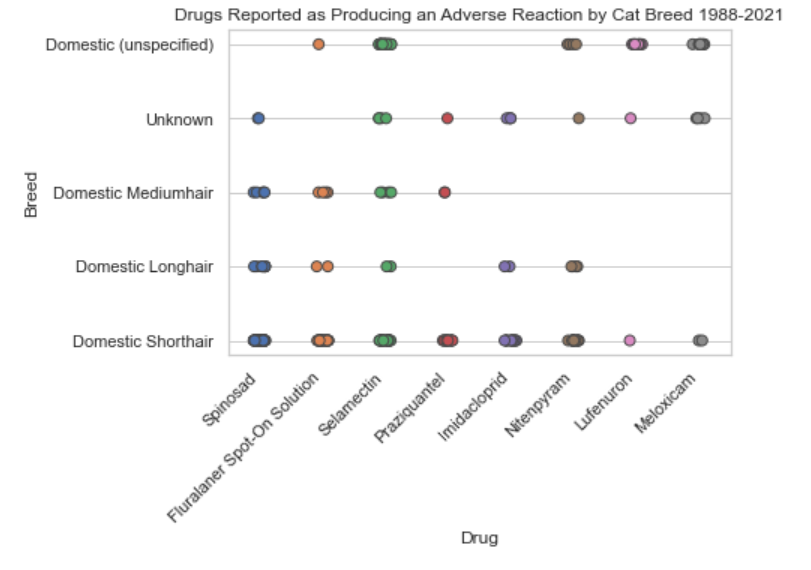 Drugs Reported as Producing an Adverse Reaction by Cat Breed 1988-2021
Domestic (unspecified)
Unknown
Domestic Mediumhair
Domestic Longhair
Domestic Shorthair
Breed
Spinosad
Fluralaner Spot-On Solution
Selamectin
Praziquantel
Imidacloprid
Nitenpyram
Lufenuron
Meloxicam
Drug